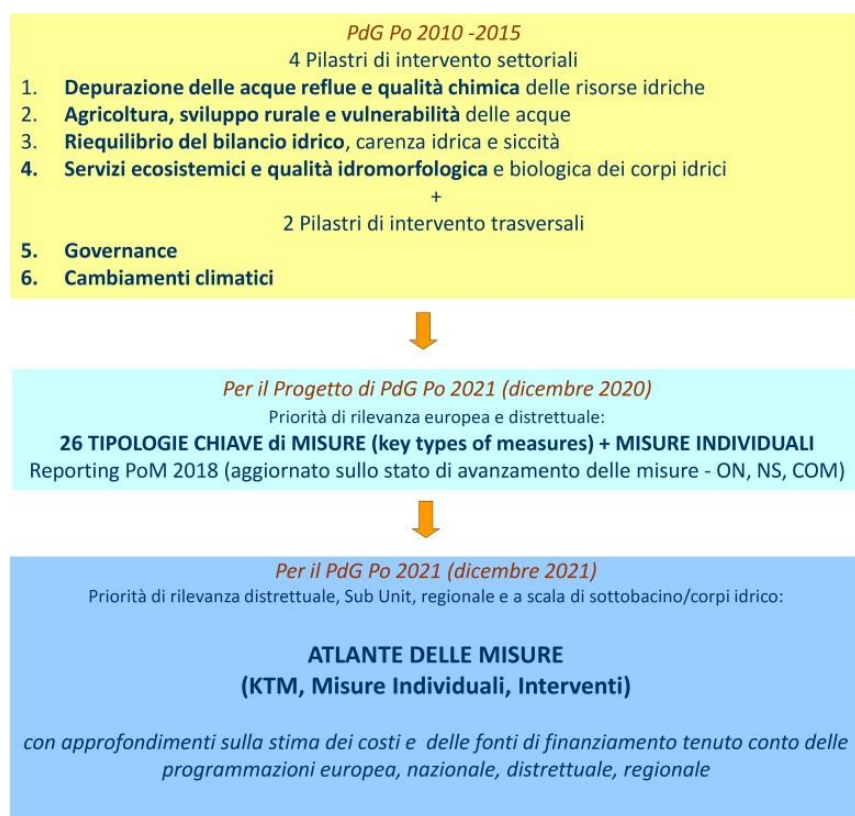 PdG Po 2010 -2015
4 Pilastri di intervento settoriali
1. Depurazione delle acque reflue e qualità chimica delle risorse idriche
2. Agricoltura, sviluppo rurale e vulnerabilità delle acque
3. Riequilibrio del bilancio idrico, carenza idrica e siccità
4. Servizi ecosistemici e qualità idromorfologica e biologica dei corpi idrici
+
2 Pilastri di intervento trasversali
5. Governance
6. Cambiamenti climatici
Per il Progetto di PdG Po 2021 (dicembre 2020)
Priorità di rilevanza europea e distrettuale:
26 TIPOLOGIE CHIAVE di MISURE (key types of measures) + MISURE INDIVIDUALI
Reporting PoM 2018 (aggiornato sullo stato di avanzamento delle misure - ON, NS, COM)
Per il PdG Po 2021 (dicembre 2021)
Priorità di rilevanza distrettuale, Sub Unit, regionale e a scala di sottobacino/corpi idrico:
ATLANTE DELLE MISURE
(KTM, Misure Individuali, Interventi)
con approfondimenti sulla stima dei costi e delle fonti di finanziamento tenuto conto delle
programmazioni europea, nazionale, distrettuale, regionale